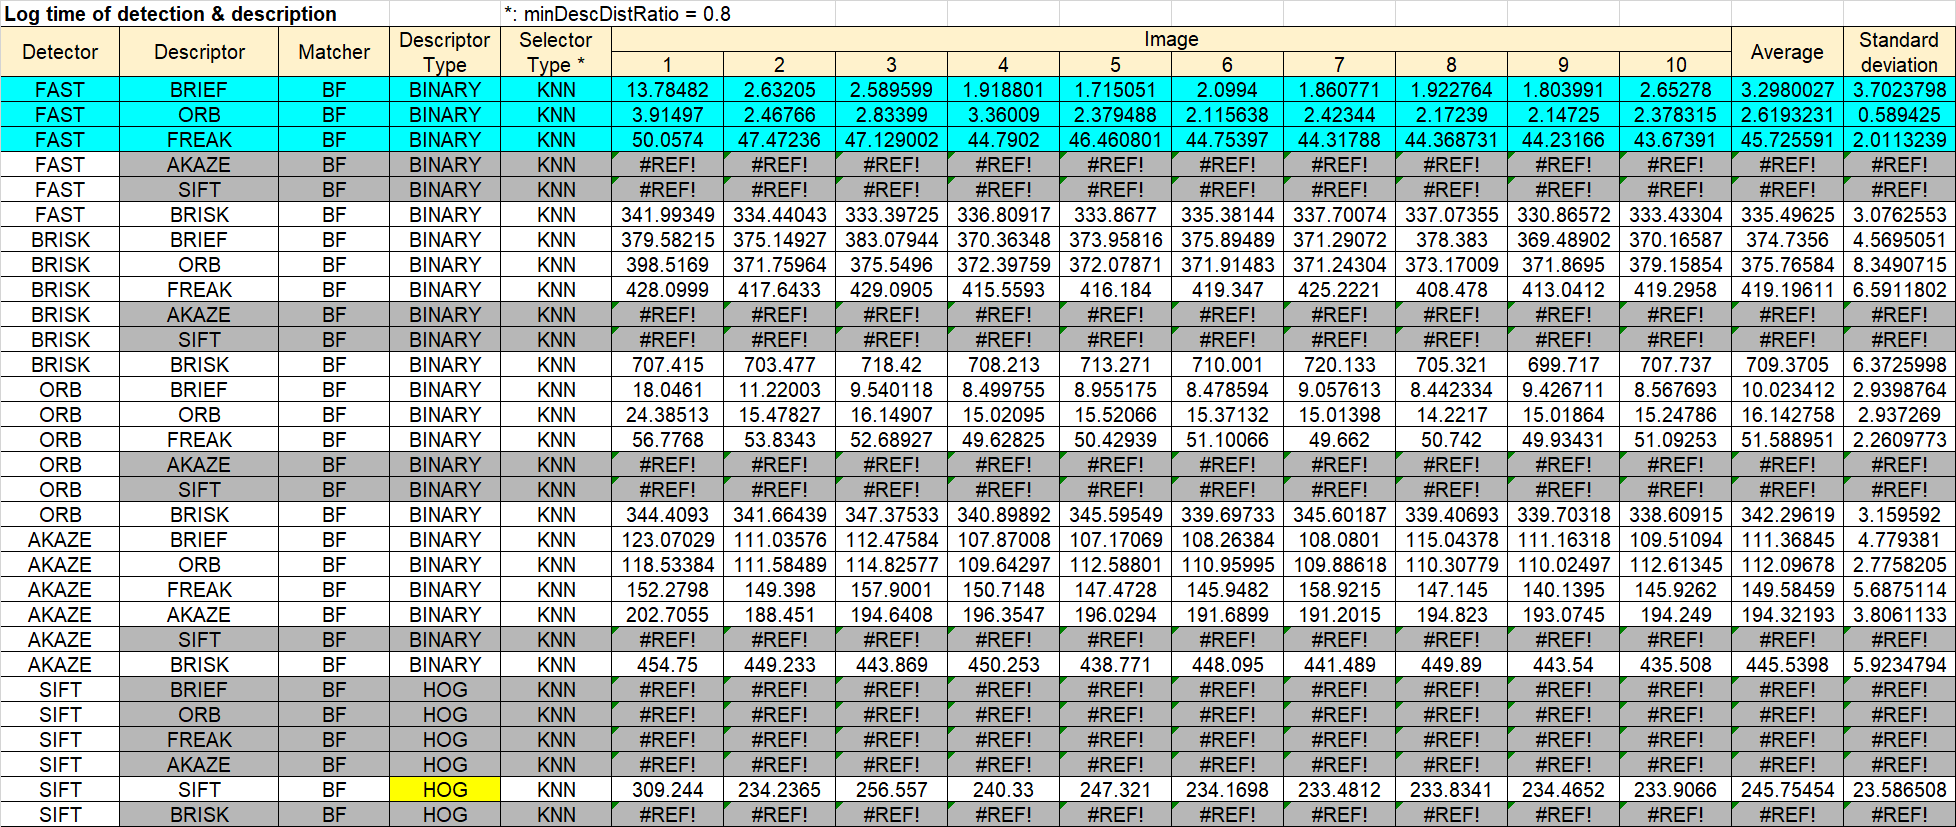 Log time of detection & description *: minDescDistRatio = 0.8
Detector Descriptor Matcher Descriptor Type Selector Type * Image Average Standard deviation
1 2 3 4 5 6 7 8 9 10
FAST BRIEF BF BINARY KNN 13.78482 2.63205 2.589599 1.918801 1.715051 2.0994 1.860771 1.922764 1.803991 2.65278 3.2980027 3.7023798
FAST ORB BF BINARY KNN 3.91497 2.46766 2.83399 3.36009 2.379488 2.115638 2.42344 2.17239 2.14725 2.378315 2.6193231 0.589425
FAST FREAK BF BINARY KNN 50.0574 47.47236 47.129002 44.7902 46.460801 44.75397 44.31788 44.368731 44.23166 43.67391 45.725591 2.0113239
FAST AKAZE BF BINARY KNN #REF! #REF! #REF! #REF! #REF! #REF! #REF! #REF! #REF! #REF! #REF! #REF!
FAST SIFT BF BINARY KNN #REF! #REF! #REF! #REF! #REF! #REF! #REF! #REF! #REF! #REF! #REF! #REF!
FAST BRISK BF BINARY KNN 341.99349 334.44043 333.39725 336.80917 333.8677 335.38144 337.70074 337.07355 330.86572 333.43304 335.49625 3.0762553
BRISK BRIEF BF BINARY KNN 379.58215 375.14927 383.07944 370.36348 373.95816 375.89489 371.29072 378.383 369.48902 370.16587 374.7356 4.5695051
BRISK ORB BF BINARY KNN 398.5169 371.75964 375.5496 372.39759 372.07871 371.91483 371.24304 373.17009 371.8695 379.15854 375.76584 8.3490715
BRISK FREAK BF BINARY KNN 428.0999 417.6433 429.0905 415.5593 416.184 419.347 425.2221 408.478 413.0412 419.2958 419.19611 6.5911802
BRISK AKAZE BF BINARY KNN #REF! #REF! #REF! #REF! #REF! #REF! #REF! #REF! #REF! #REF! #REF! #REF!
BRISK SIFT BF BINARY KNN #REF! #REF! #REF! #REF! #REF! #REF! #REF! #REF! #REF! #REF! #REF! #REF!
BRISK BRISK BF BINARY KNN 707.415 703.477 718.42 708.213 713.271 710.001 720.133 705.321 699.717 707.737 709.3705 6.3725998
ORB BRIEF BF BINARY KNN 18.0461 11.22003 9.540118 8.499755 8.955175 8.478594 9.057613 8.442334 9.426711 8.567693 10.023412 2.9398764
ORB ORB BF BINARY KNN 24.38513 15.47827 16.14907 15.02095 15.52066 15.37132 15.01398 14.2217 15.01864 15.24786 16.142758 2.937269
ORB FREAK BF BINARY KNN 56.7768 53.8343 52.68927 49.62825 50.42939 51.10066 49.662 50.742 49.93431 51.09253 51.588951 2.2609773
ORB AKAZE BF BINARY KNN #REF! #REF! #REF! #REF! #REF! #REF! #REF! #REF! #REF! #REF! #REF! #REF!
ORB SIFT BF BINARY KNN #REF! #REF! #REF! #REF! #REF! #REF! #REF! #REF! #REF! #REF! #REF! #REF!
ORB BRISK BF BINARY KNN 344.4093 341.66439 347.37533 340.89892 345.59549 339.69733 345.60187 339.40693 339.70318 338.60915 342.29619 3.159592
AKAZE BRIEF BF BINARY KNN 123.07029 111.03576 112.47584 107.87008 107.17069 108.26384 108.0801 115.04378 111.16318 109.51094 111.36845 4.779381
AKAZE ORB BF BINARY KNN 118.53384 111.58489 114.82577 109.64297 112.58801 110.95995 109.88618 110.30779 110.02497 112.61345 112.09678 2.7758205
AKAZE FREAK BF BINARY KNN 152.2798 149.398 157.9001 150.7148 147.4728 145.9482 158.9215 147.145 140.1395 145.9262 149.58459 5.6875114
AKAZE AKAZE BF BINARY KNN 202.7055 188.451 194.6408 196.3547 196.0294 191.6899 191.2015 194.823 193.0745 194.249 194.32193 3.8061133
AKAZE SIFT BF BINARY KNN #REF! #REF! #REF! #REF! #REF! #REF! #REF! #REF! #REF! #REF! #REF! #REF!
AKAZE BRISK BF BINARY KNN 454.75 449.233 443.869 450.253 438.771 448.095 441.489 449.89 443.54 435.508 445.5398 5.9234794
SIFT BRIEF BF HOG KNN #REF! #REF! #REF! #REF! #REF! #REF! #REF! #REF! #REF! #REF! #REF! #REF!
SIFT ORB BF HOG KNN #REF! #REF! #REF! #REF! #REF! #REF! #REF! #REF! #REF! #REF! #REF! #REF!
SIFT FREAK BF HOG KNN #REF! #REF! #REF! #REF! #REF! #REF! #REF! #REF! #REF! #REF! #REF! #REF!
SIFT AKAZE BF HOG KNN #REF! #REF! #REF! #REF! #REF! #REF! #REF! #REF! #REF! #REF! #REF! #REF!
SIFT SIFT BF HOG KNN 309.244 234.2365 256.557 240.33 247.321 234.1698 233.4812 233.8341 234.4652 233.9066 245.75454 23.586508
SIFT BRISK BF HOG KNN #REF! #REF! #REF! #REF! #REF! #REF! #REF! #REF! #REF! #REF! #REF! #REF!